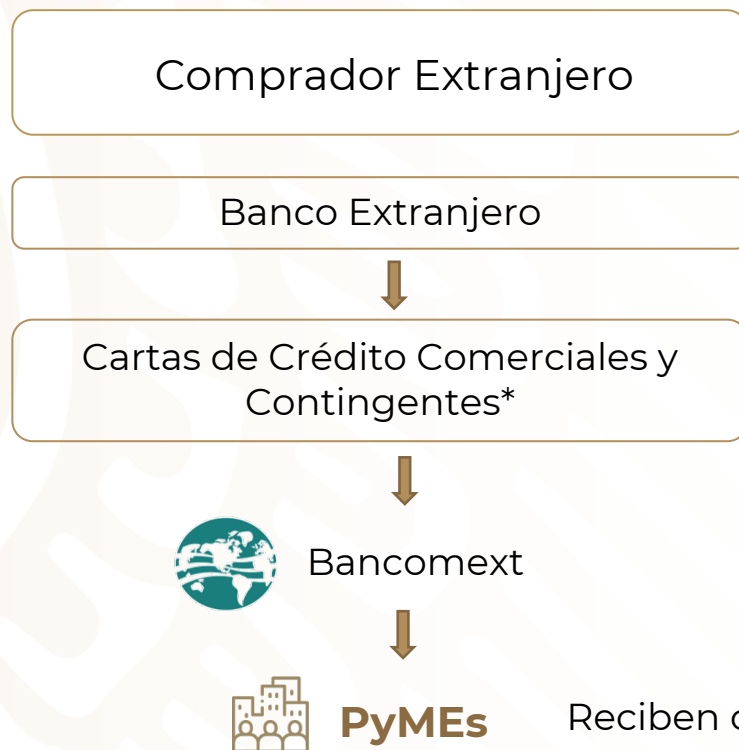 Comprador Extranjero
Banco Extranjero
Cartas de Crédito Comerciales y
Contingentes*
Bancomext
PyMEs Reciben